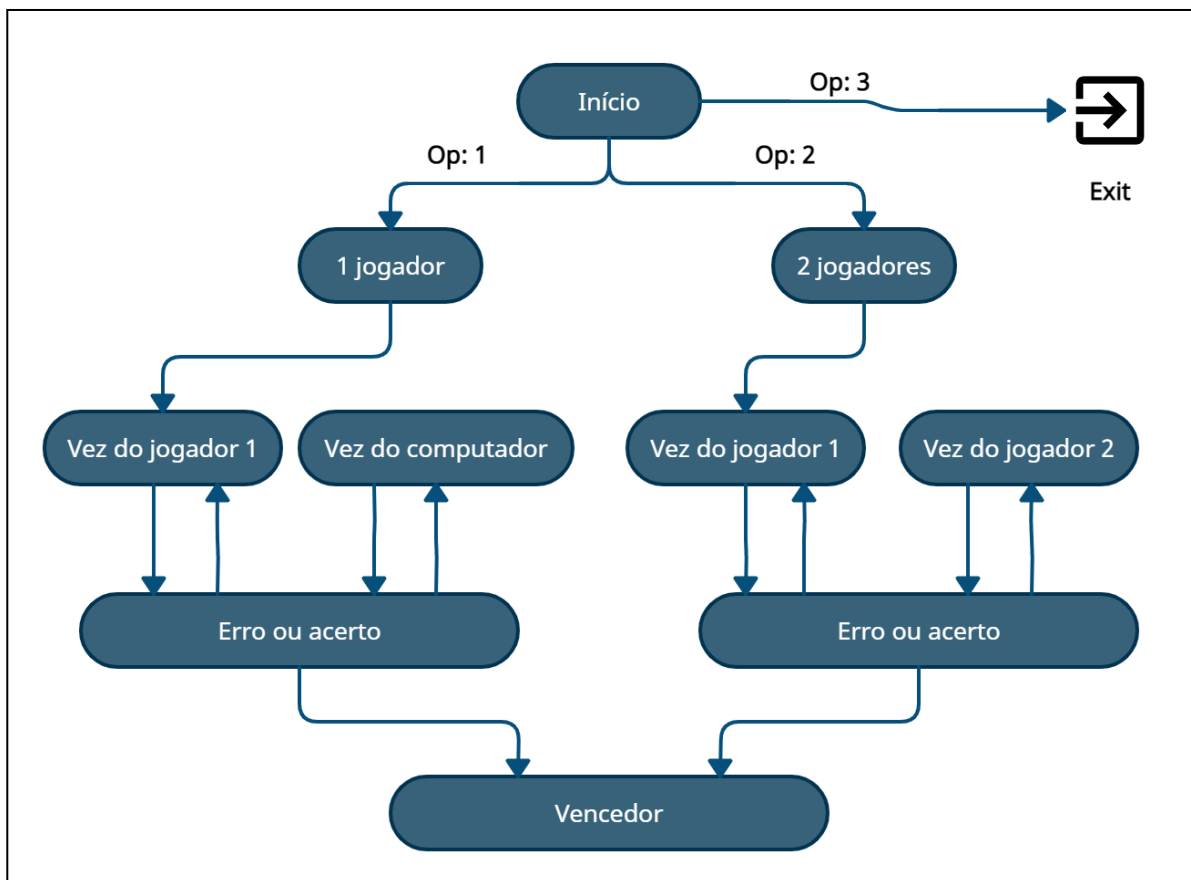 Início
Op: 3
Exit
Op: 1
Op: 2
1 jogador
2 jogadores
Vez do jogador 1
Vez do computador
Vez do jogador 1
Vez do jogador 2
Erro ou acerto
Erro ou acerto
Vencedor